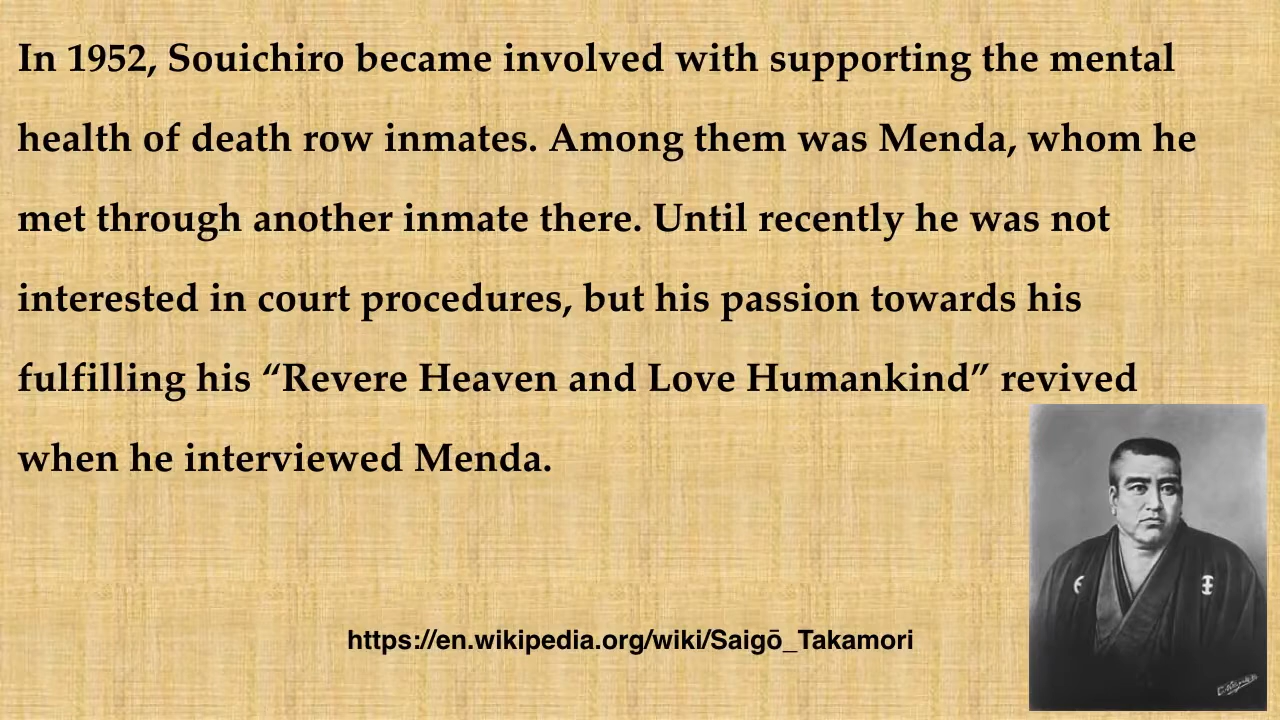 In 1952, Souichiro became involved with supporting the mental
health of death row inmates. Among them was Menda, whom he
met through another inmate there. Until recently he was not
interested in court procedures, but his passion towards his
fulfilling his “Revere Heaven and Love Humankind” revived
when he interviewed Menda.
https://en.wikipedia.org/wiki/Saigō_Takamori